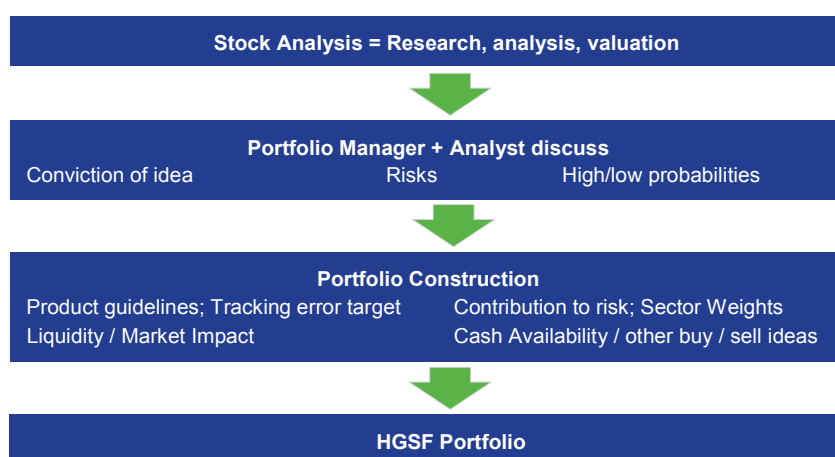 Stock Analysis = Research, analysis, valuation
Portfolio Manager + Analyst discuss
Conviction of idea Risks High/low probabilities
Portfolio Construction
Product guidelines; Tracking error target Contribution to risk; Sector Weights
Liquidity / Market Impact Cash Availability / other buy / sell ideas
HGSF Portfolio